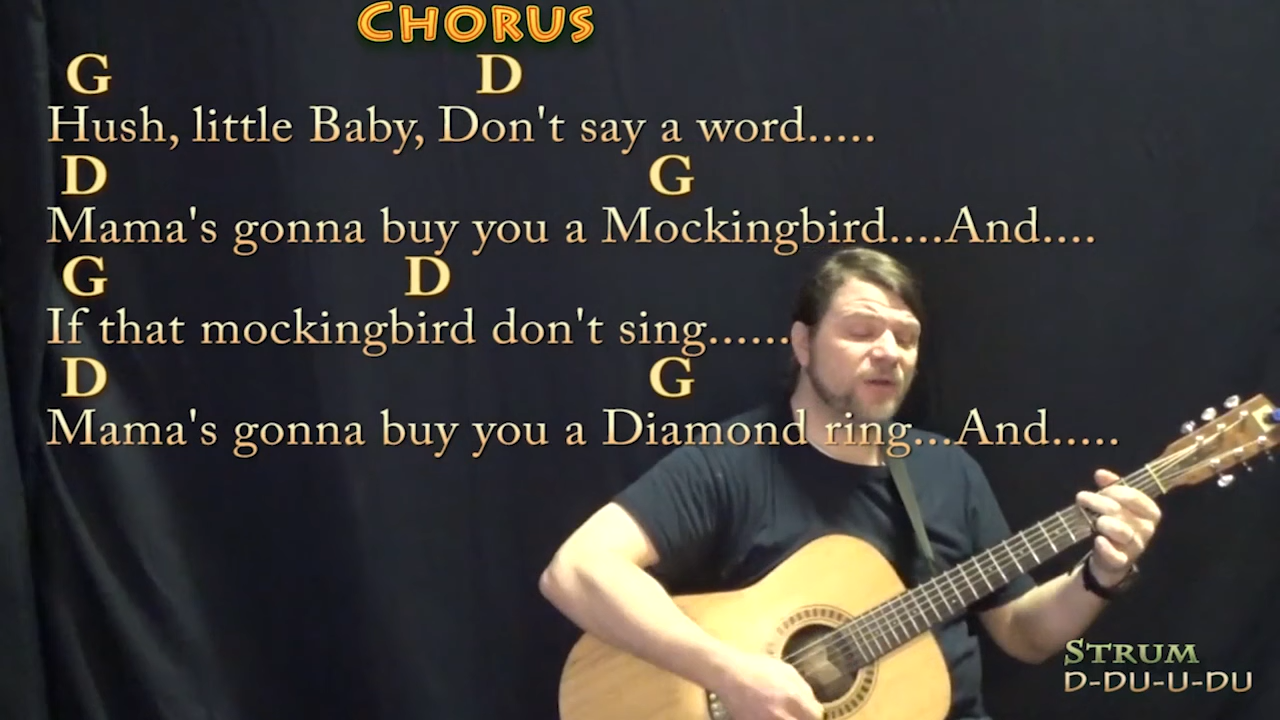 CHORUS
G D
Hush, little Baby, Don't say a word.....
D G
Mama's gonna buy you a Mockingbird....And....
G D
If that mockingbird don't sing......
D G
Mama's gonna buy you a Diamond ring...And.....
STRUM
D-DU-U-DU